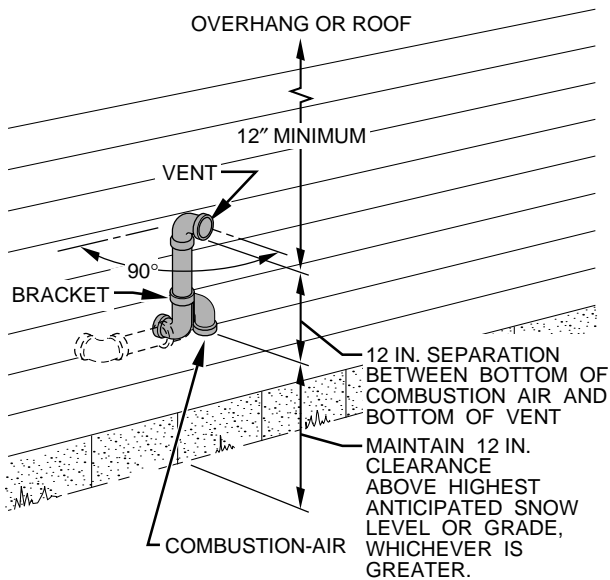 OVERHANG OR ROOF
12″ MINIMUM
VENT
90°
BRACKET
12 IN. SEPARATION
BETWEEN BOTTOM OF
COMBUSTION AIR AND
BOTTOM OF VENT
MAINTAIN 12 IN.
CLEARANCE
ABOVE HIGHEST
ANTICIPATED SNOW
LEVEL OR GRADE,
WHICHEVER IS
GREATER.
COMBUSTION-AIR